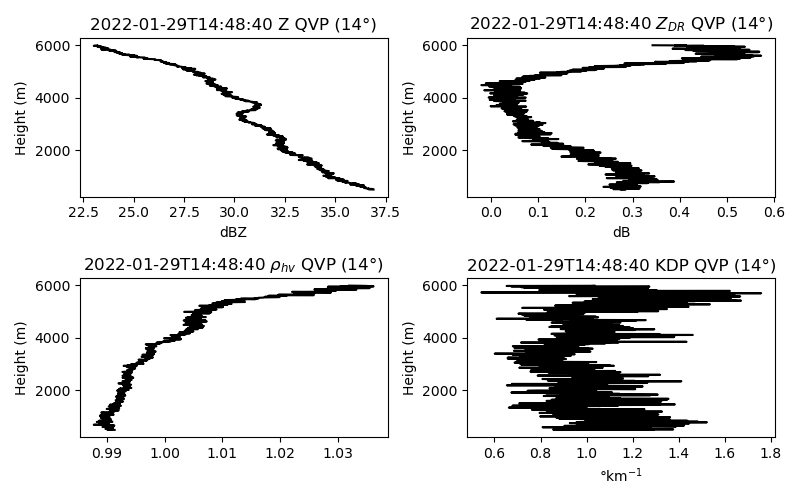 2022-01-29T14:48:40 Z QVP (14°)
Height (m)
6000
4000
2000
22.5 25.0 27.5 30.0 32.5 35.0 37.5
dBZ
2022-01-29T14:48:40 Z_DR QVP (14°)
Height (m)
6000
4000
2000
0.0 0.1 0.2 0.3 0.4 0.5 0.6
dB
2022-01-29T14:48:40 ρ_hv QVP (14°)
Height (m)
6000
4000
2000
0.99 1.00 1.01 1.02 1.03
2022-01-29T14:48:40 KDP QVP (14°)
Height (m)
6000
4000
2000
0.6 0.8 1.0 1.2 1.4 1.6 1.8
°km⁻¹